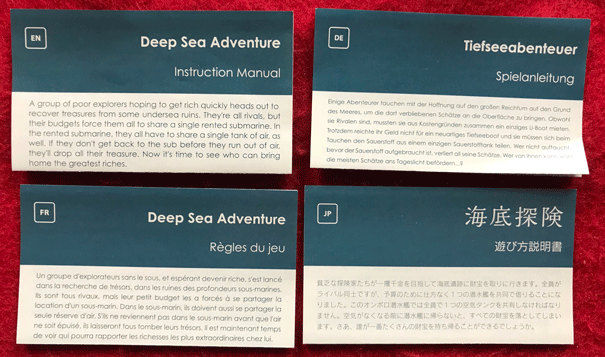 EN
Deep Sea Adventure
Instruction Manual
A group of poor explorers hoping to get rich quickly heads out to
recover treasures from some undersea ruins. They're all rivals, but
their budgets force them all to share a single rented submarine. In
the rented submarine, they all have to share a single tank of air, as
well. If they don't get back to the sub before they run out of air,
they'll drop all their treasure. Now it's time to see who can bring
home the greatest riches.
DE
Tiefseeabenteuer
Spielanleitung
Einige Abenteurer tauchen mit der Hoffnung auf den großen Reichtum auf den Grund
des Meeres, um die dort verbliebenen Schätze an die Oberfläche zu bringen. Obwohl
sie Rivalen sind, mussten sie aus Kostengründen zusammen ein einziges U-Boot mieten.
Trotzdem reichte ihr Geld nicht für ein neuartiges Tiefseeboot und sie müssen sich beim
Tauchen den Sauerstoff aus einem einzigen Sauerstofftank teilen. Wer nicht auftaucht
bevor der Sauerstoff aufgebraucht ist, verliert all seine Schätze. Wer von ihnen kann wohl
die meisten Schätze ans Tageslicht befördern...?
FR
Deep Sea Adventure
Règles du jeu
Un groupe d'explorateurs sans le sous, et espérant devenir riche, s'est lancé
dans la recherche de trésors, dans les ruines des profondeurs sous-marines.
Ils sont tous rivaux, mais leur petit budget les a forcés à se partager la
location d'un sous-marin. Dans le sous-marin, ils doivent aussi se partager la
seule réserve d'air. S'ils ne reviennent pas dans le sous-marin avant que l'air
ne soit épuisé, ils laisseront tous tomber leurs trésors. Il est maintenant temps
de voir qui pourra rapporter les richesses les plus extraordinaires chez lui.
JP
海底探険
遊び方説明書
貧乏な探険家たちが一攫千金を目指して海底遺跡に財宝を取りに行きます。全員が
ライバル同士ですが、予算のために仕方なく1つの潜水艦を共同で借りることにな
りました。このオンボロ潜水艦では全員で1つの空気タンクを共有しなければなり
ません。空気がなくなる前に潜水艦に帰らないと、すべての財宝を落としてしまい
ます。さあ、誰が一番たくさんの財宝を持ち帰ることができるでしょうか。